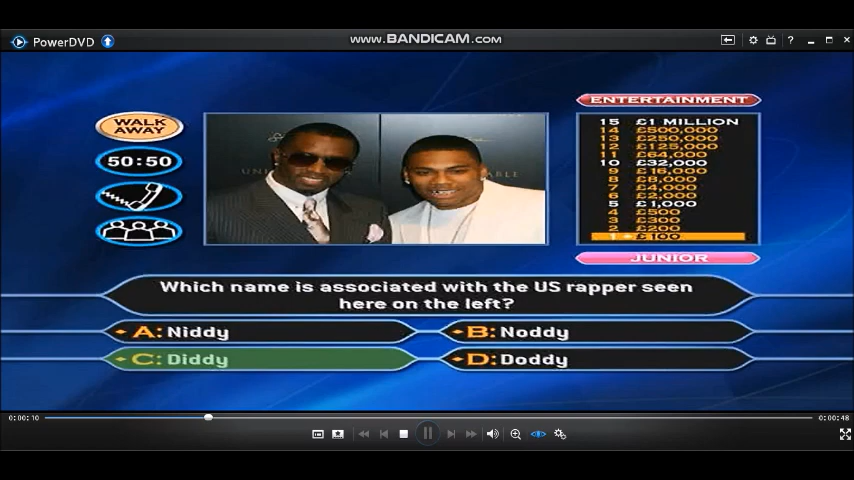 PowerDVD
www.BANDICAM.com
?
WALK
AWAY
50:50
ENTERTAINMENT
15 £1 MILLION
14 £500,000
13 £250,000
12 £125,000
11 £64,000
10 £32,000
9 £16,000
8 £8,000
7 £4,000
6 £2,000
5 £1,000
4 £500
3 £300
2 £200
1 £100
JUNIOR
Which name is associated with the US rapper seen
here on the left?
A: Niddy
B: Noddy
C: Diddy
D: Doddy
0:00:10
0:00:48